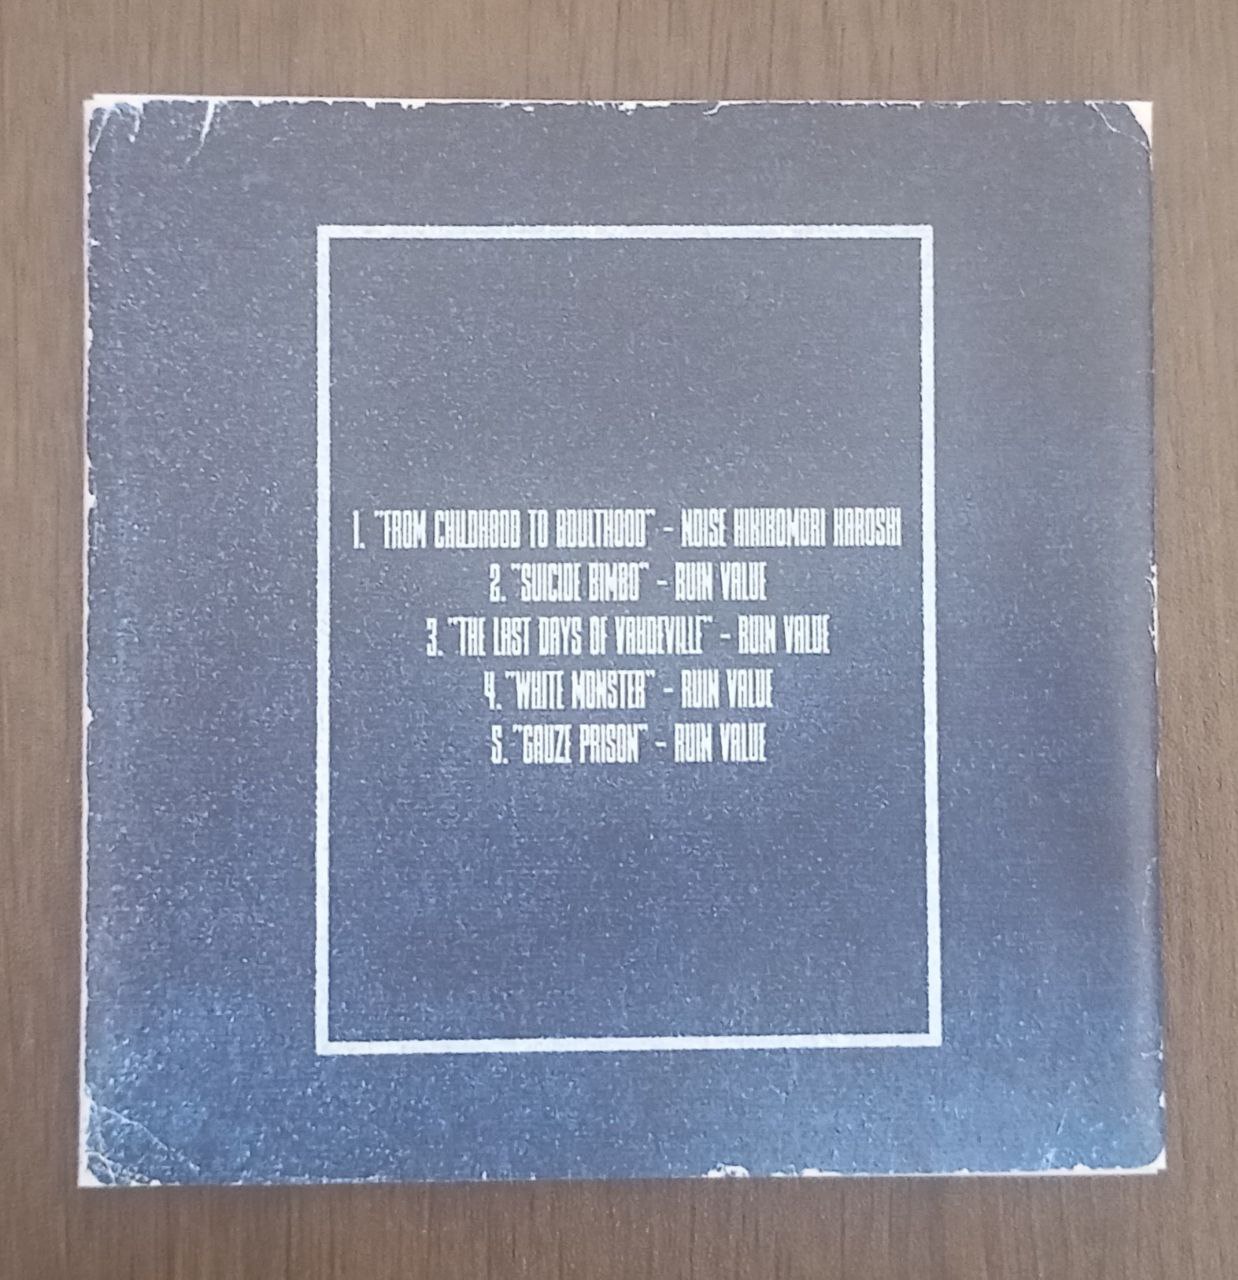 1. "FROM CHILDHOOD TO ADULTHOOD" - NOISE HIKIKOMORI KAROSHI
2. "SUICIDE BIMBO" - RUIN VALUE
3. "THE LAST DAYS OF VAUDEVILLE" - RUIN VALUE
4. "WHITE MONSTER" - RUIN VALUE
5. "GAUZE PRISON" - RUIN VALUE